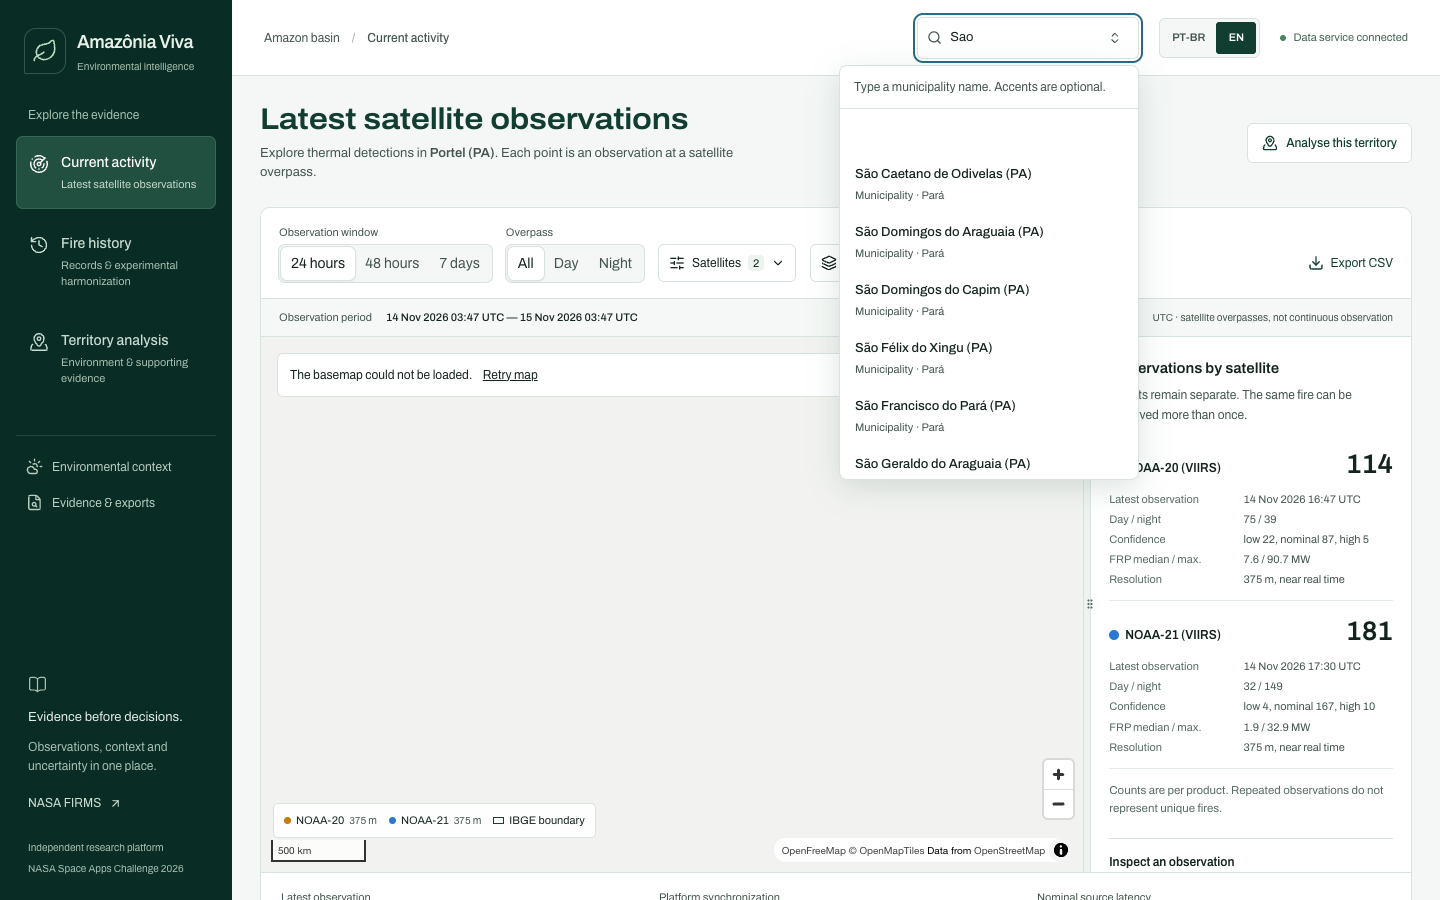 Amazônia Viva
Environmental intelligence
Explore the evidence
Current activity
Latest satellite observations
Fire history
Records & experimental
harmonization
Territory analysis
Environment & supporting
evidence
Environmental context
Evidence & exports
Evidence before decisions.
Observations, context and
uncertainty in one place.
NASA FIRMS
Independent research platform
NASA Space Apps Challenge 2026
Amazon basin / Current activity
Sao
PT-BR EN
Data service connected
Type a municipality name. Accents are optional.
São Caetano de Odivelas (PA)
Municipality · Pará
São Domingos do Araguaia (PA)
Municipality · Pará
São Domingos do Capim (PA)
Municipality · Pará
São Félix do Xingu (PA)
Municipality · Pará
São Francisco do Pará (PA)
Municipality · Pará
São Geraldo do Araguaia (PA)
Latest satellite observations
Explore thermal detections in Portel (PA). Each point is an observation at a satellite
overpass.
Analyse this territory
Observation window
24 hours 48 hours 7 days
Overpass
All Day Night
Satellites 2
Export CSV
Observation period 14 Nov 2026 03:47 UTC — 15 Nov 2026 03:47 UTC
UTC · satellite overpasses, not continuous observation
The basemap could not be loaded. Retry map
NOAA-20 375 m NOAA-21 375 m IBGE boundary
500 km
OpenFreeMap © OpenMapTiles Data from OpenStreetMap
ervations by satellite
ts remain separate. The same fire can be
ved more than once.
OAA-20 (VIIRS) 114
Latest observation 14 Nov 2026 16:47 UTC
Day / night 75 / 39
Confidence low 22, nominal 87, high 5
FRP median / max. 7.6 / 90.7 MW
Resolution 375 m, near real time
NOAA-21 (VIIRS) 181
Latest observation 14 Nov 2026 17:30 UTC
Day / night 32 / 149
Confidence low 4, nominal 167, high 10
FRP median / max. 1.9 / 32.9 MW
Resolution 375 m, near real time
Counts are per product. Repeated observations do not
represent unique fires.
Inspect an observation
Latest observation Platform synchronization Nominal source latency